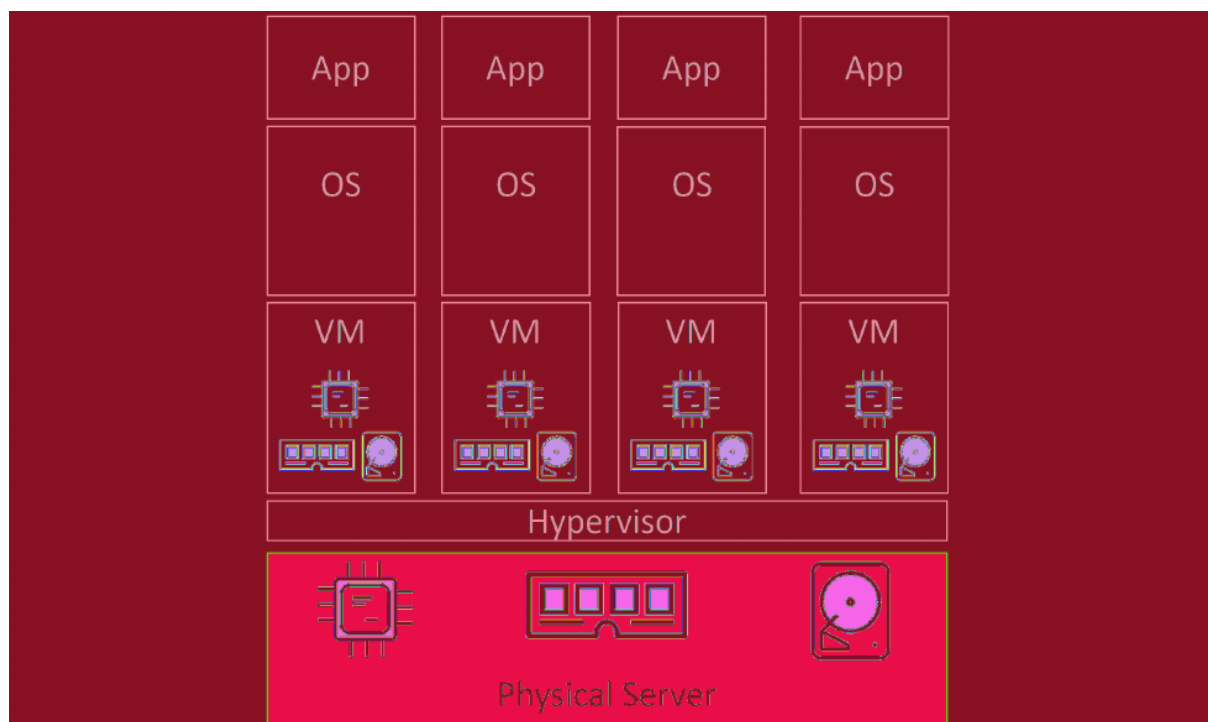 App App App App
OS OS OS OS
VM VM VM VM
Hypervisor
Physical Server